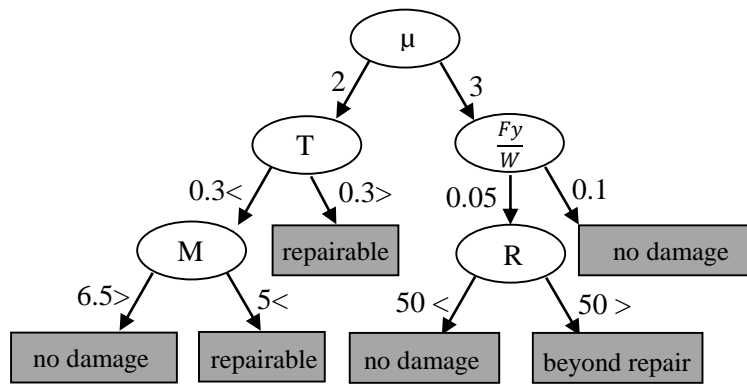 μ
2
3
T
Fy
W
0.3<
0.3>
0.05
0.1
M
repairable
R
no damage
6.5>
5<
50 <
50 >
no damage
repairable
no damage
beyond repair